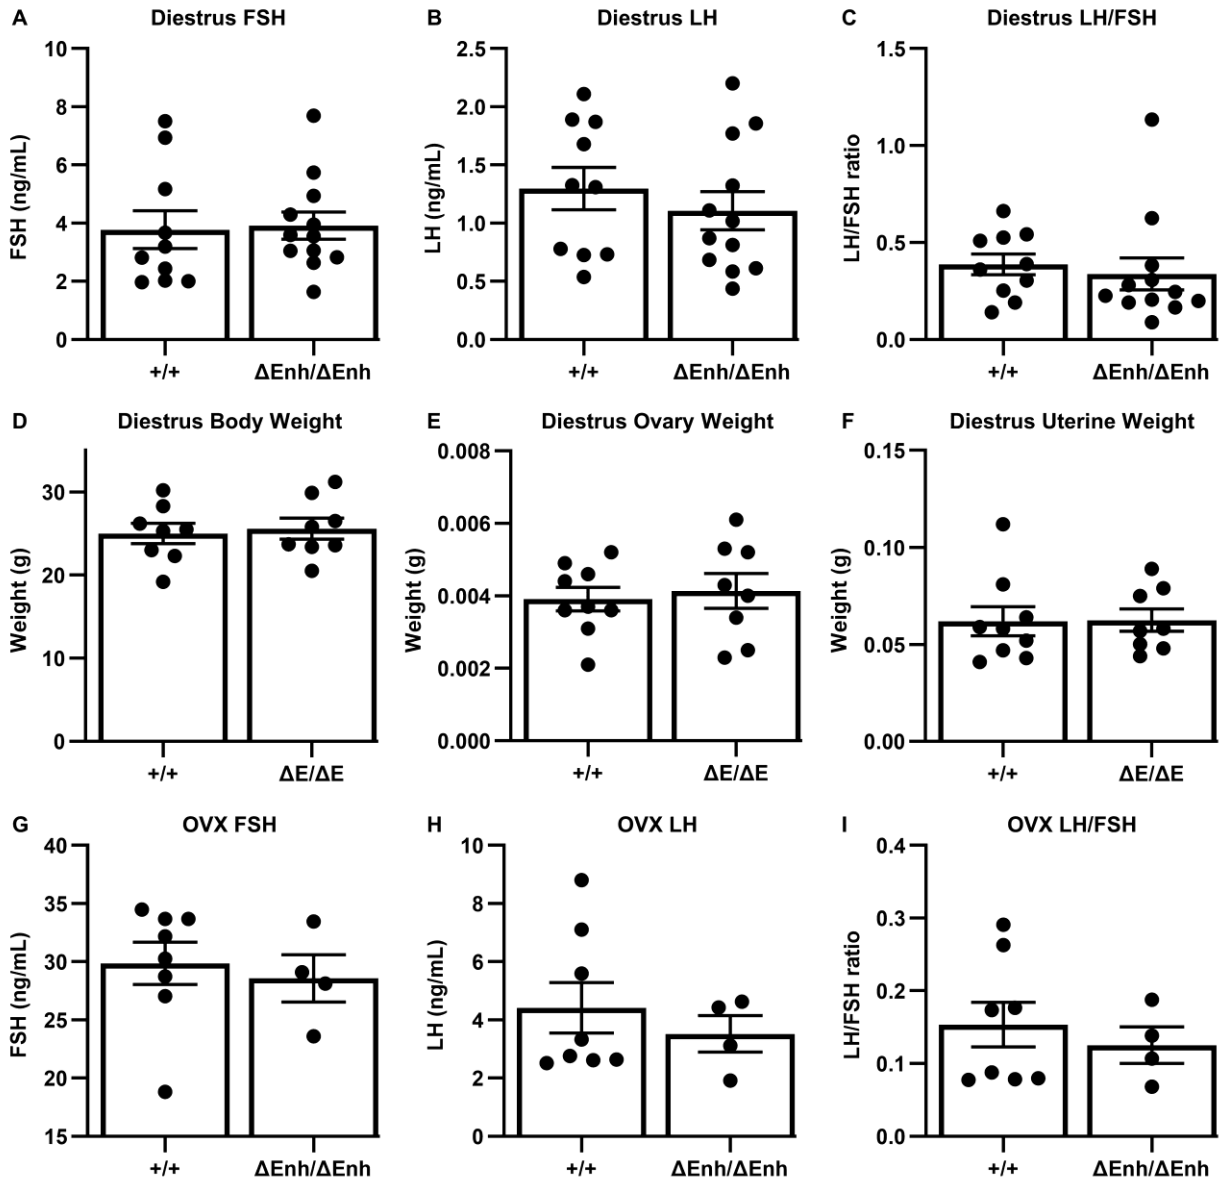 A Diestrus FSH
FSH (ng/mL)
10
8
6
4
2
0
+/+ ΔEnh/ΔEnh
B Diestrus LH
LH (ng/mL)
2.5
2.0
1.5
1.0
0.5
0.0
+/+ ΔEnh/ΔEnh
C Diestrus LH/FSH
LH/FSH ratio
1.5
1.0
0.5
0.0
+/+ ΔEnh/ΔEnh
D Diestrus Body Weight
Weight (g)
30
20
10
0
+/+ ΔE/ΔE
E Diestrus Ovary Weight
Weight (g)
0.008
0.006
0.004
0.002
0.000
+/+ ΔE/ΔE
F Diestrus Uterine Weight
Weight (g)
0.15
0.10
0.05
0.00
+/+ ΔE/ΔE
G OVX FSH
FSH (ng/mL)
40
35
30
25
20
15
+/+ ΔEnh/ΔEnh
H OVX LH
LH (ng/mL)
10
8
6
4
2
0
+/+ ΔEnh/ΔEnh
I OVX LH/FSH
LH/FSH ratio
0.4
0.3
0.2
0.1
0.0
+/+ ΔEnh/ΔEnh